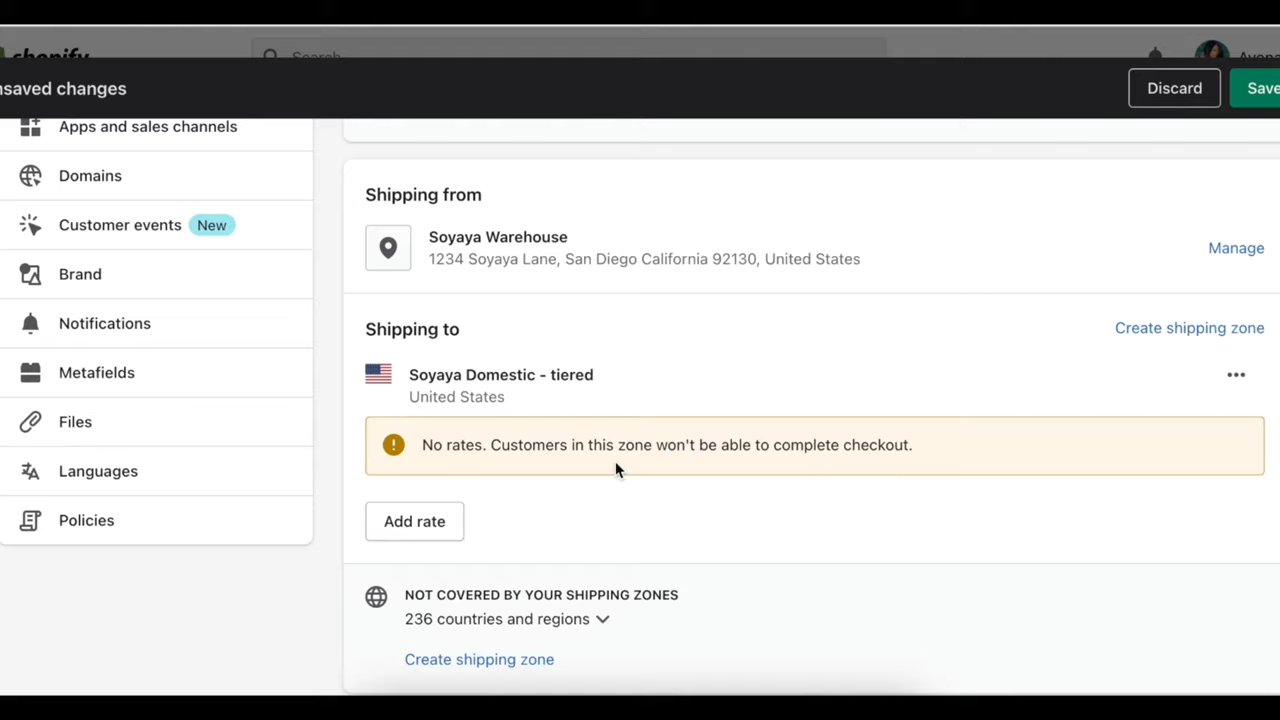 shopify
Search
nsaved changes
Discard
Save
Apps and sales channels
Domains
Customer events New
Brand
Notifications
Metafields
Files
Languages
Policies
Shipping from
Soyaya Warehouse
1234 Soyaya Lane, San Diego California 92130, United States
Manage
Shipping to
Create shipping zone
Soyaya Domestic - tiered
United States
No rates. Customers in this zone won't be able to complete checkout.
Add rate
NOT COVERED BY YOUR SHIPPING ZONES
236 countries and regions
Create shipping zone